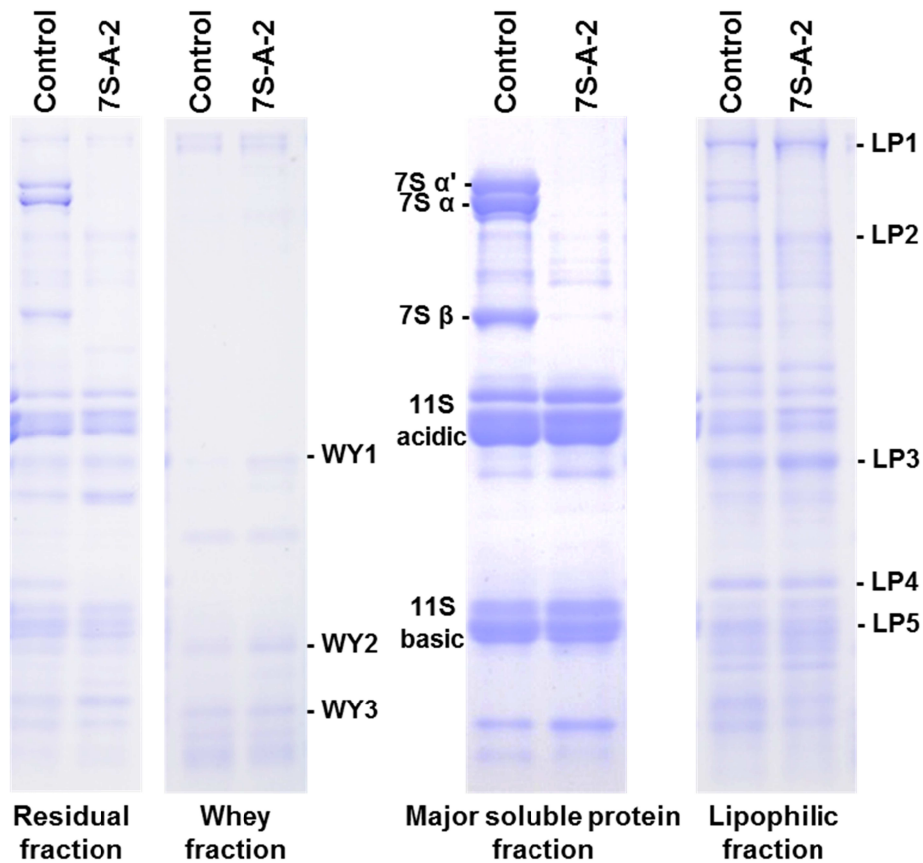 Control
7S-A-2
Control
7S-A-2
Control
7S-A-2
Control
7S-A-2
7S α'
7S α
7S β
11S
acidic
11S
basic
WY1
WY2
WY3
LP1
LP2
LP3
LP4
LP5
Residual
fraction
Whey
fraction
Major soluble protein
fraction
Lipophilic
fraction